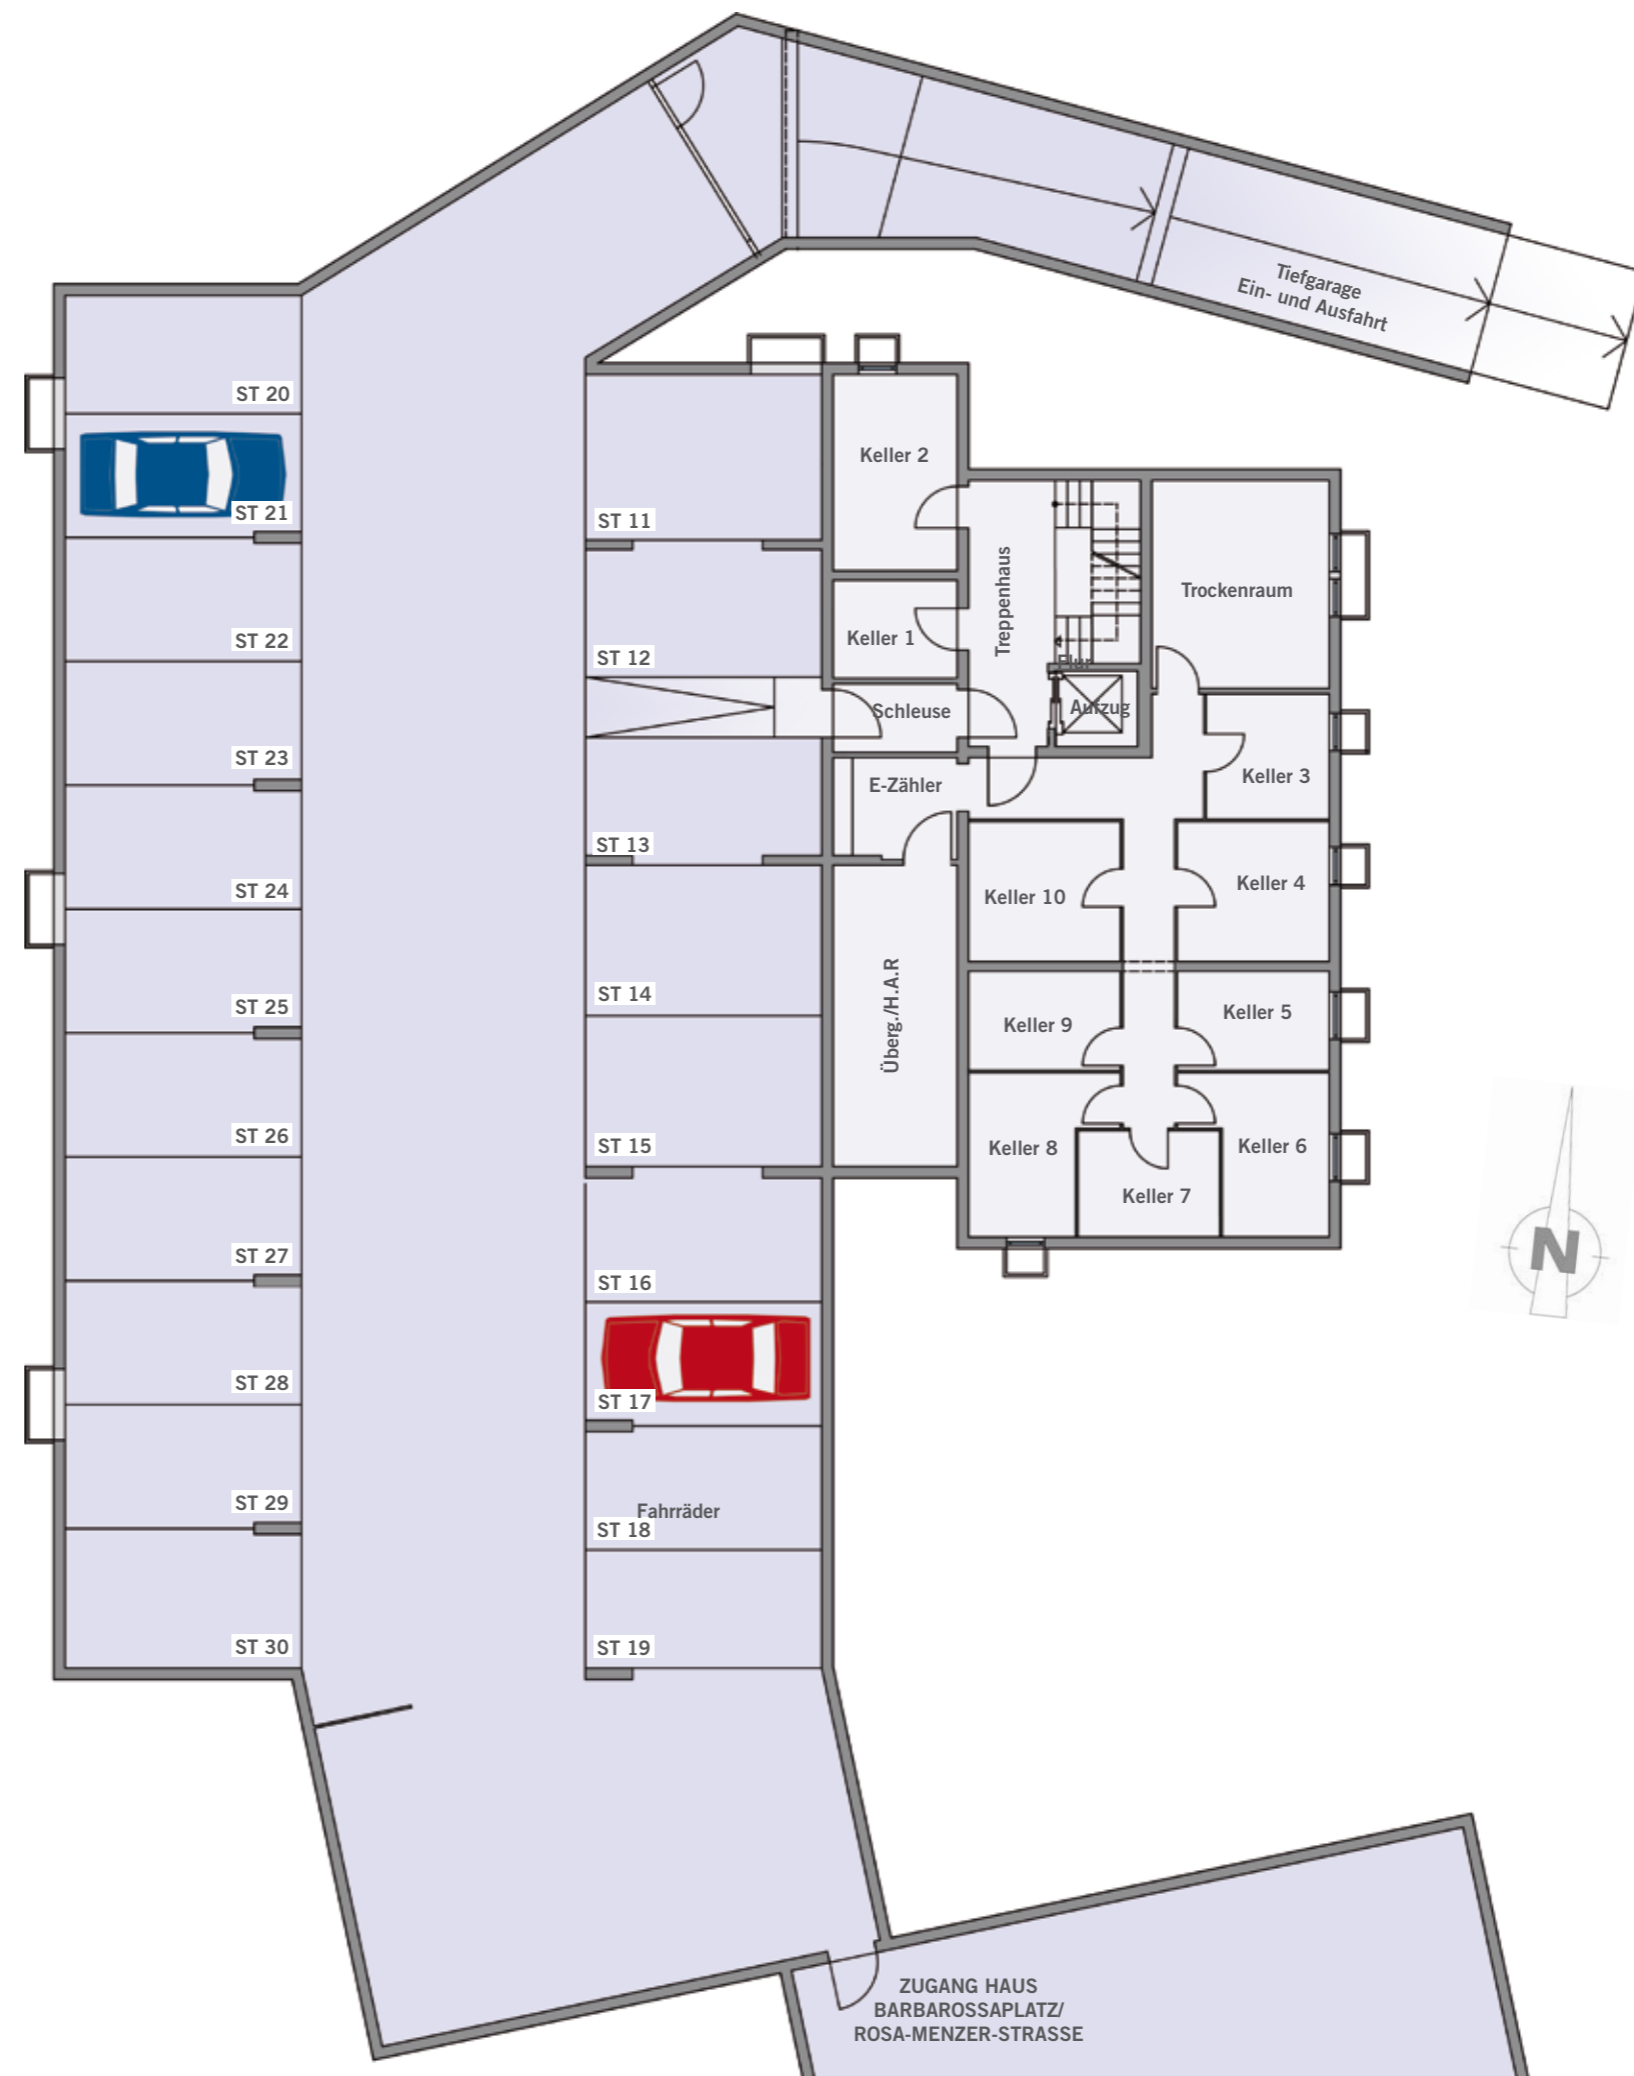 Tiefgarage
Ein- und Ausfahrt
ST 20
ST 21
ST 22
ST 23
ST 24
ST 25
ST 26
ST 27
ST 28
ST 29
ST 30
ST 11
ST 12
ST 13
ST 14
ST 15
ST 16
ST 17
Fahrräder
ST 18
ST 19
Keller 2
Keller 1
Schleuse
E-Zähler
Überg./H.A.R
Treppenhaus
Flur
Aufzug
Trockenraum
Keller 3
Keller 10
Keller 4
Keller 9
Keller 5
Keller 8
Keller 6
Keller 7
N
ZUGANG HAUS
BARBAROSSAPLATZ/
ROSA-MENZER-STRASSE